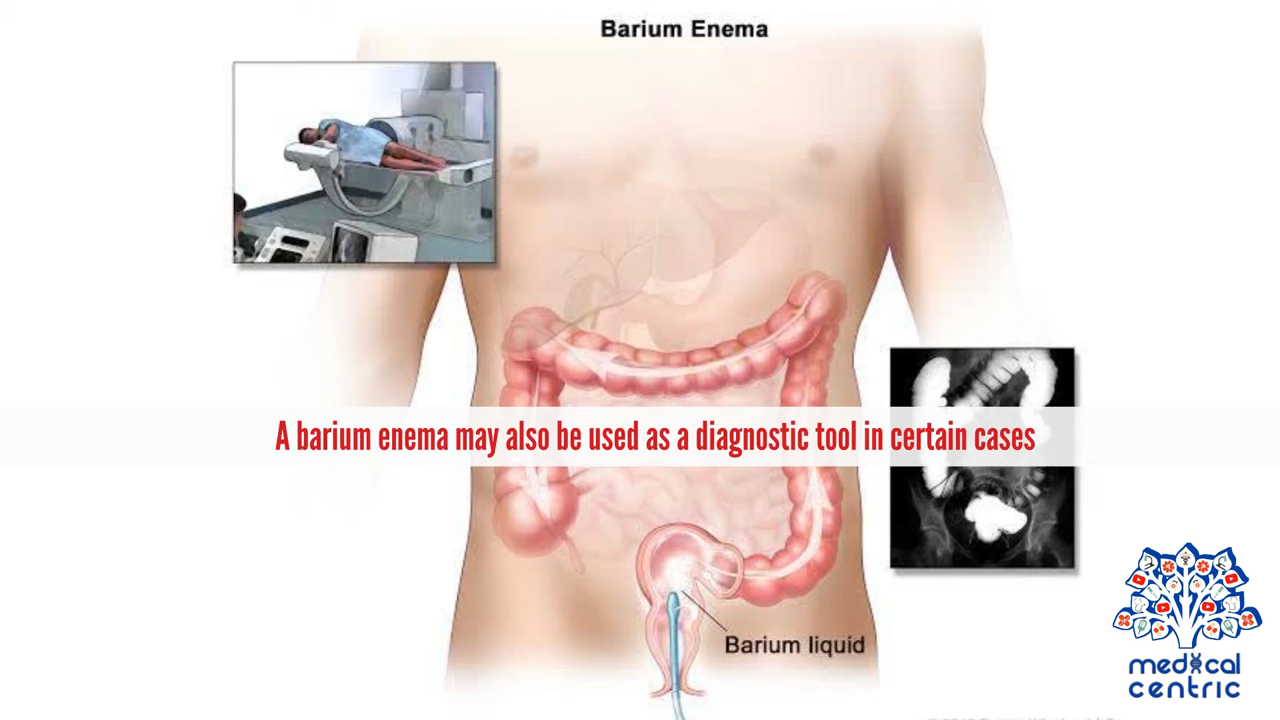 Barium Enema
A barium enema may also be used as a diagnostic tool in certain cases
Barium liquid
medical
centric